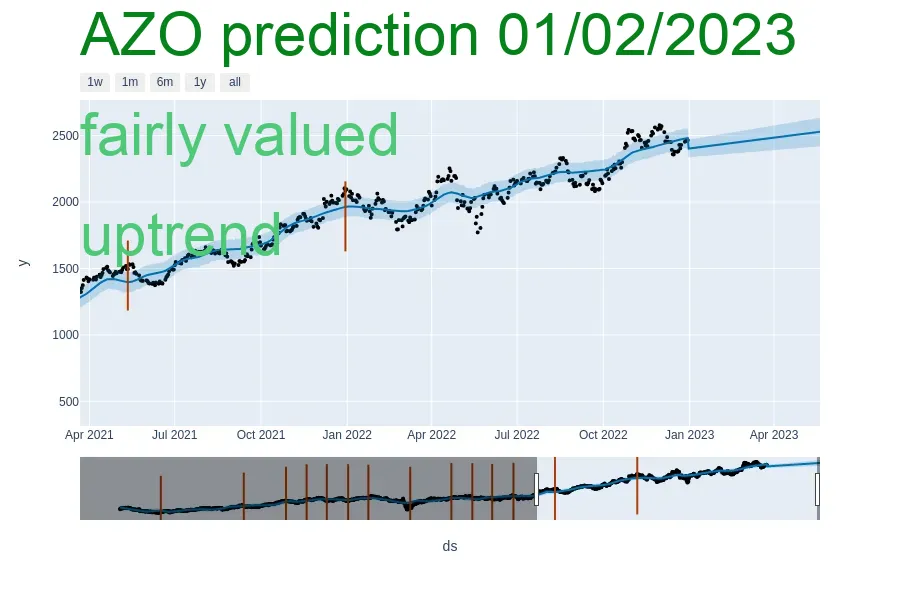 AZO prediction 01/02/2023
1w 1m 6m 1y all
fairly valued
uptrend
2500
2000
1500
1000
500
y
Apr 2021 Jul 2021 Oct 2021 Jan 2022 Apr 2022 Jul 2022 Oct 2022 Jan 2023 Apr 2023
ds